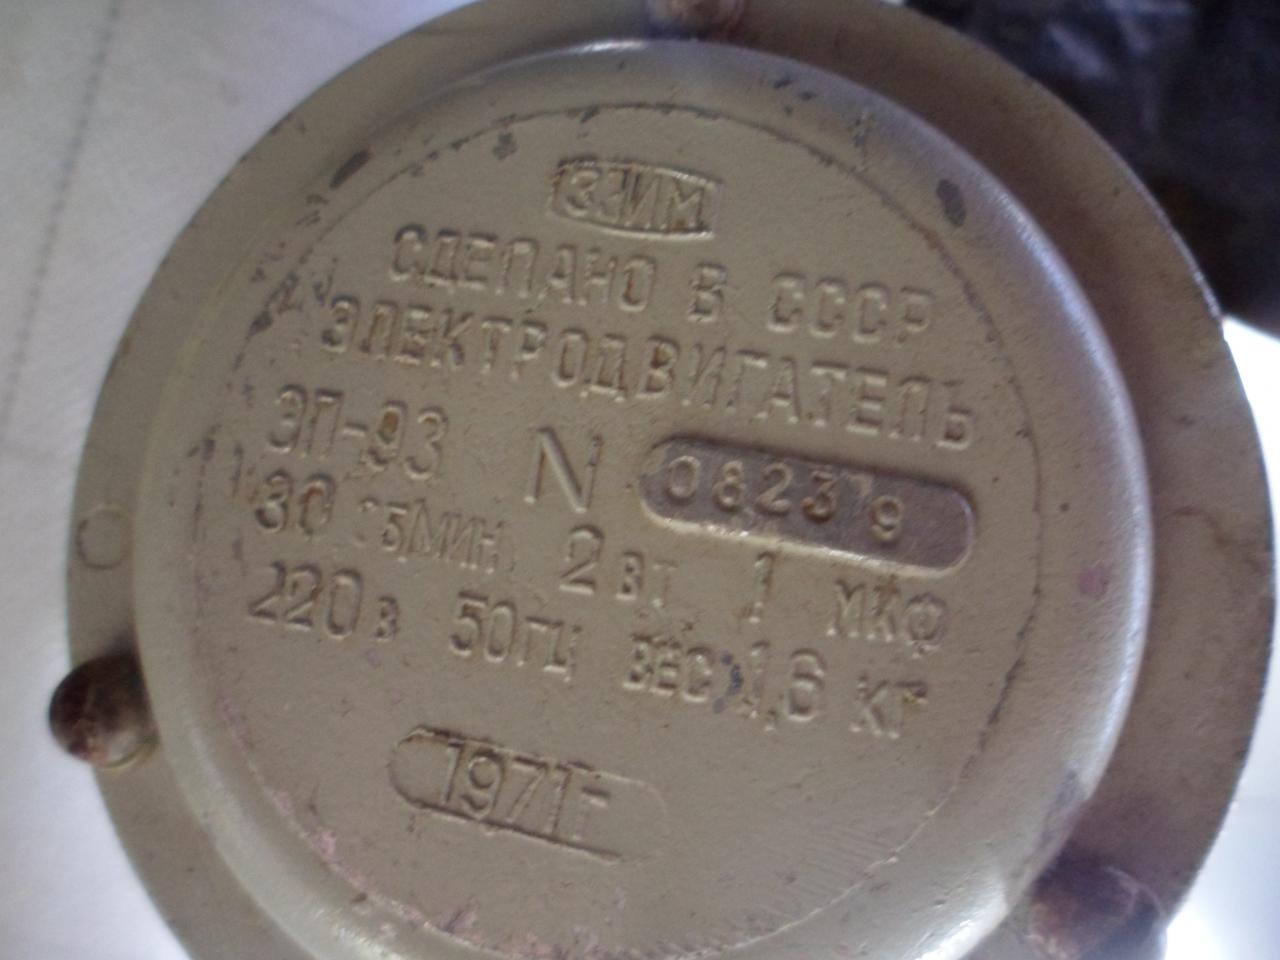 ЗИМ
СДЕЛАНО В СССР
ЭЛЕКТРОДВИГАТЕЛЬ
ЭП-93 N 08239
30 ОБ/МИН 2 ВТ 1 МКФ
220 В 50 ГЦ ВЕС 1,6 КГ
1971 г